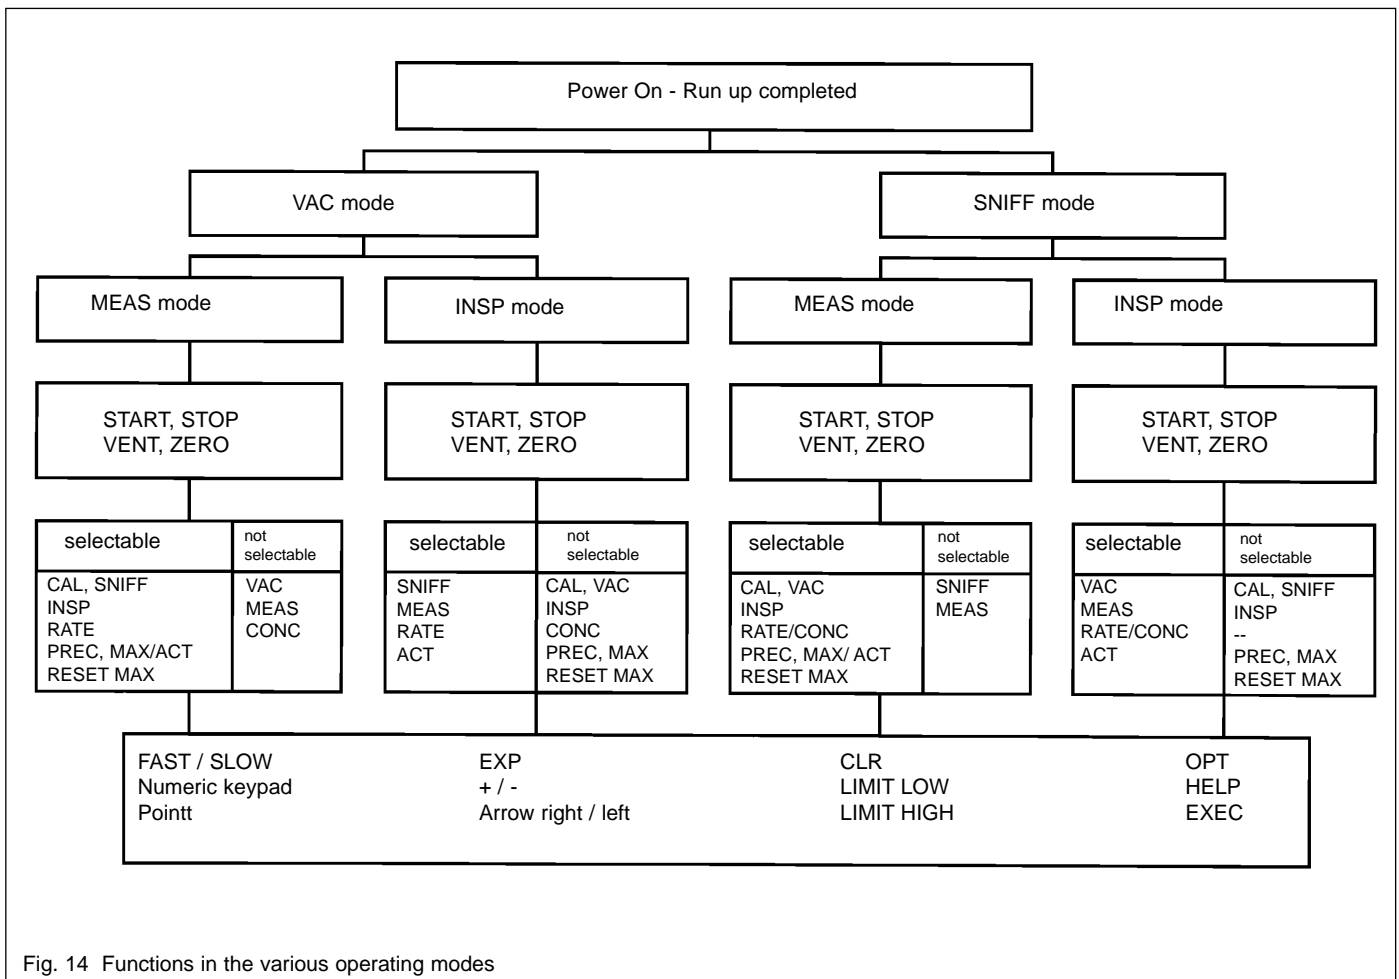 Power On - Run up completed
VAC mode
SNIFF mode
MEAS mode
INSP mode
MEAS mode
INSP mode
START, STOP
VENT, ZERO
START, STOP
VENT, ZERO
START, STOP
VENT, ZERO
START, STOP
VENT, ZERO
selectable
CAL, SNIFF
INSP
RATE
PREC, MAX/ACT
RESET MAX
not
selectable
VAC
MEAS
CONC
selectable
SNIFF
MEAS
RATE
ACT
not
selectable
CAL, VAC
INSP
CONC
PREC, MAX
RESET MAX
selectable
CAL, VAC
INSP
RATE/CONC
PREC, MAX/ ACT
RESET MAX
not
selectable
SNIFF
MEAS
selectable
VAC
MEAS
RATE/CONC
ACT
not
selectable
CAL, SNIFF
INSP
--
PREC, MAX
RESET MAX
FAST / SLOW
Numeric keypad
Pointt
EXP
+ / -
Arrow right / left
CLR
LIMIT LOW
LIMIT HIGH
OPT
HELP
EXEC
Fig. 14 Functions in the various operating modes